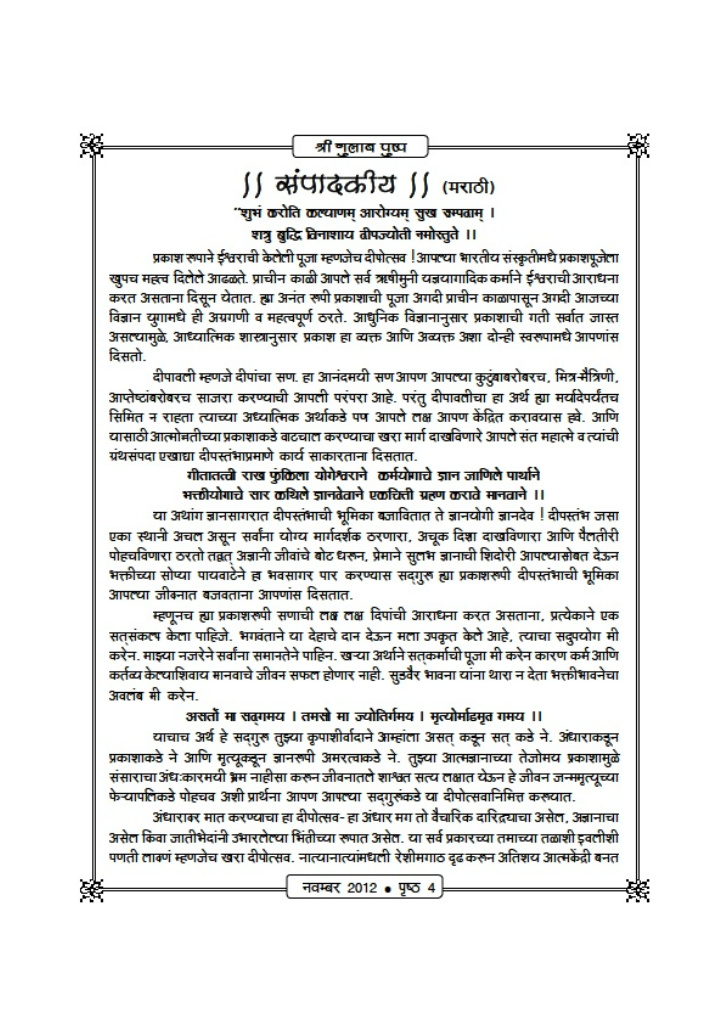 श्री गुलाब पुष्प
।। संपादकीय ।। (मराठी)
"शुभं करोति कल्याणम् आरोग्यम् सुख सम्पदाम् ।
शत्रु बुद्धि विनाशाय दीपज्योती नमोस्तुते ।।
प्रकाश रूपाने ईश्वराची केलेली पूजा म्हणजेच दीपोत्सव ! आपल्या भारतीय संस्कृतीमधे प्रकाशपूजेला
खुपच महत्व दिलेले आढळते. प्राचीन काळी आपले सर्व ऋषीमुनी यज्ञयागादिक कर्माने ईश्वराची आराधना
करत असताना दिसून येतात. ह्या अनंत रूपी प्रकाशाची पूजा अगदी प्राचीन काळापासून अगदी आजच्या
विज्ञान युगामधे ही अग्रगणी व महत्वपूर्ण ठरते. आधुनिक विज्ञानानुसार प्रकाशाची गती सर्वात जास्त
असल्यामुळे, आध्यात्मिक शास्त्रानुसार प्रकाश हा व्यक्त आणि अव्यक्त अशा दोन्ही स्वरूपामधे आपणांस
दिसतो.
दीपावली म्हणजे दीपांचा सण. हा आनंदमयी सण आपण आपल्या कुटुंबाबरोबरच, मित्र-मैत्रिणी,
आप्तेष्टांबरोबरच साजरा करण्याची आपली परंपरा आहे. परंतु दीपावलीचा हा अर्थ ह्या मर्यादेपर्यंतच
सिमित न राहता त्याच्या अध्यात्मिक अर्थाकडे पण आपले लक्ष आपण केंद्रित करावयास हवे. आणि
यासाठी आत्मोन्नतीच्या प्रकाशाकडे वाटचाल करण्याचा खरा मार्ग दाखविणारे आपले संत महात्मे व त्यांची
ग्रंथसंपदा एखाद्या दीपस्तंभाप्रमाणे कार्य साकारताना दिसतात.
गीतातत्वी राख फुंकिला योगेश्वराने कर्मयोगाचे ज्ञान जाणिले पार्थाने
भक्तीयोगाचे सार कथिले ज्ञानदेवाने एकचिती ग्रहण करावे मानवाने ।।
या अथांग ज्ञानसागरात दीपस्तंभाची भूमिका बजावितात ते ज्ञानयोगी ज्ञानदेव ! दीपस्तंभ जसा
एका स्थानी अचल असून सर्वांना योग्य मार्गदर्शक ठरणारा, अचूक दिशा दाखविणारा आणि पैलतीरी
पोहचविणारा ठरतो तद्वत् अज्ञानी जीवांचे बोट धरून, प्रेमाने सुलभ ज्ञानाची शिदोरी आपल्यासोबत देऊन
भक्तीच्या सोप्या पायवाटेने हा भवसागर पार करण्यास सद्‌गुरू ह्या प्रकाशरूपी दीपस्तंभाची भूमिका
आपल्या जीवनात बजवताना आपणांस दिसतात.
म्हणूनच ह्या प्रकाशरूपी सणाची लक्ष लक्ष दिपांची आराधना करत असताना, प्रत्येकाने एक
सत्‌संकल्प केला पाहिजे. भगवंताने या देहाचे दान देऊन मला उपकृत केले आहे, त्याचा सदुपयोग मी
करेन. माझ्या नजरेने सर्वांना समानतेने पाहिन. खऱ्या अर्थाने सत्‌कर्माची पूजा मी करेन कारण कर्म आणि
कर्तव्य केल्याशिवाय मानवाचे जीवन सफल होणार नाही. सुडवैर भावना यांना थारा न देता भक्तीभावनेचा
अवलंब मी करेन.
असतों मा सद्‌गमय । तमसो मा ज्योतिर्गमय । मृत्योर्माढमृत गमय ।।
याचाच अर्थ हे सद्‌गुरु तुझ्या कृपाशीर्वादाने आम्हांला असत् कडून सत् कडे ने. अंधाराकडून
प्रकाशाकडे ने आणि मृत्यूकडून ज्ञानरूपी अमरत्वाकडे ने. तुझ्या आत्मज्ञानाच्या तेजोमय प्रकाशामुळे
संसाराचा अंधःकारमयी भ्रम नाहीसा करून जीवनातले शाश्वत सत्य लक्षात येऊन हे जीवन जन्ममृत्यूच्या
फेऱ्यापलिकडे पोहचव अशी प्रार्थना आपण आपल्या सद्‌गुरुंकडे या दीपोत्सवानिमित्त करूयात.
अंधारावर मात करण्याचा हा दीपोत्सव- हा अंधार मग तो वैचारिक दारिद्र्याचा असेल, अज्ञानाचा
असेल किंवा जातीभेदांनी उभारलेल्या भिंतीच्या रूपात असेल. या सर्व प्रकारच्या तमाच्या तळाशी इवलीशी
पणती लावणं म्हणजेच खरा दीपोत्सव. नात्यानात्यांमधली रेशीमगाठ दृढ करून अतिशय आत्मकेंद्री बनत
नवम्बर 2012 • पृष्ठ 4